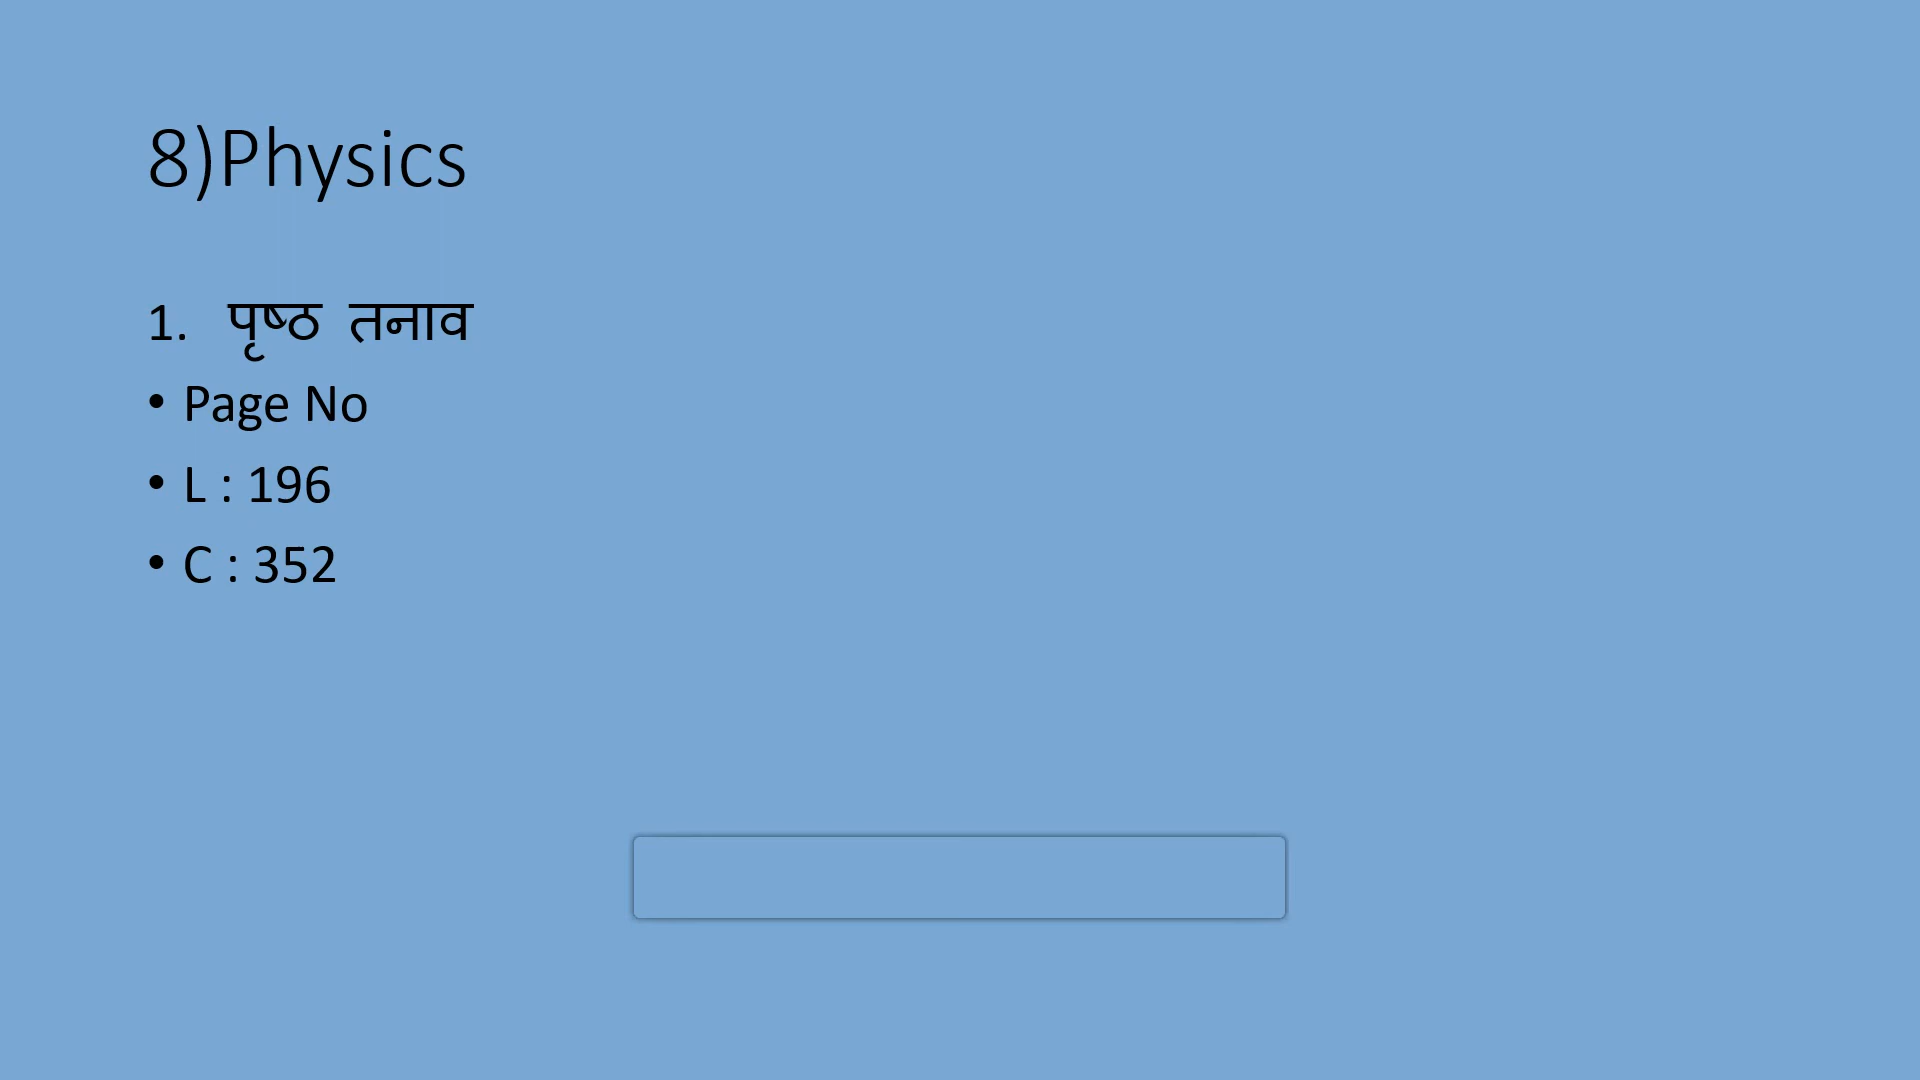 8)Physics
1. पृष्ठ तनाव
• Page No
• L : 196
• C : 352